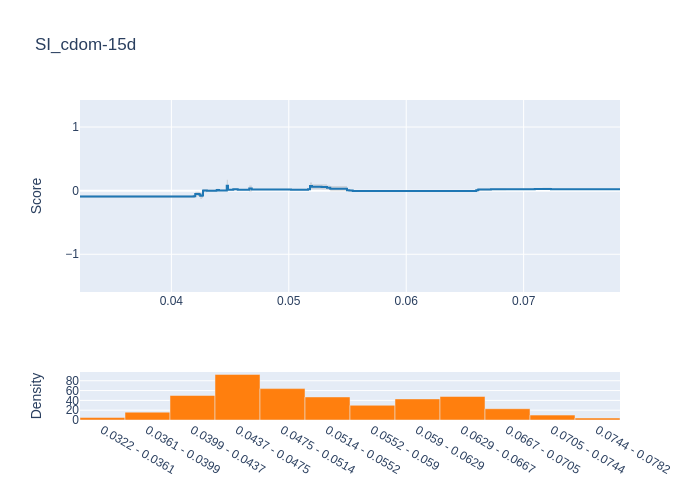 SI_cdom-15d
Score
1
0
−1
0.04
0.05
0.06
0.07
Density
80
60
40
20
0
0.0322 - 0.0361
0.0361 - 0.0399
0.0399 - 0.0437
0.0437 - 0.0475
0.0475 - 0.0514
0.0514 - 0.0552
0.0552 - 0.059
0.059 - 0.0629
0.0629 - 0.0667
0.0667 - 0.0705
0.0705 - 0.0744
0.0744 - 0.0782